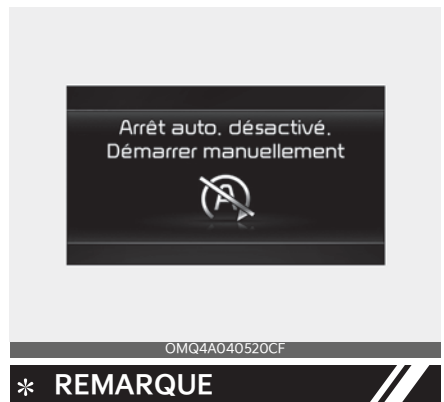 Arrêt auto. désactivé.
Démarrer manuellement
A
OMQ4A040520CF
* REMARQUE